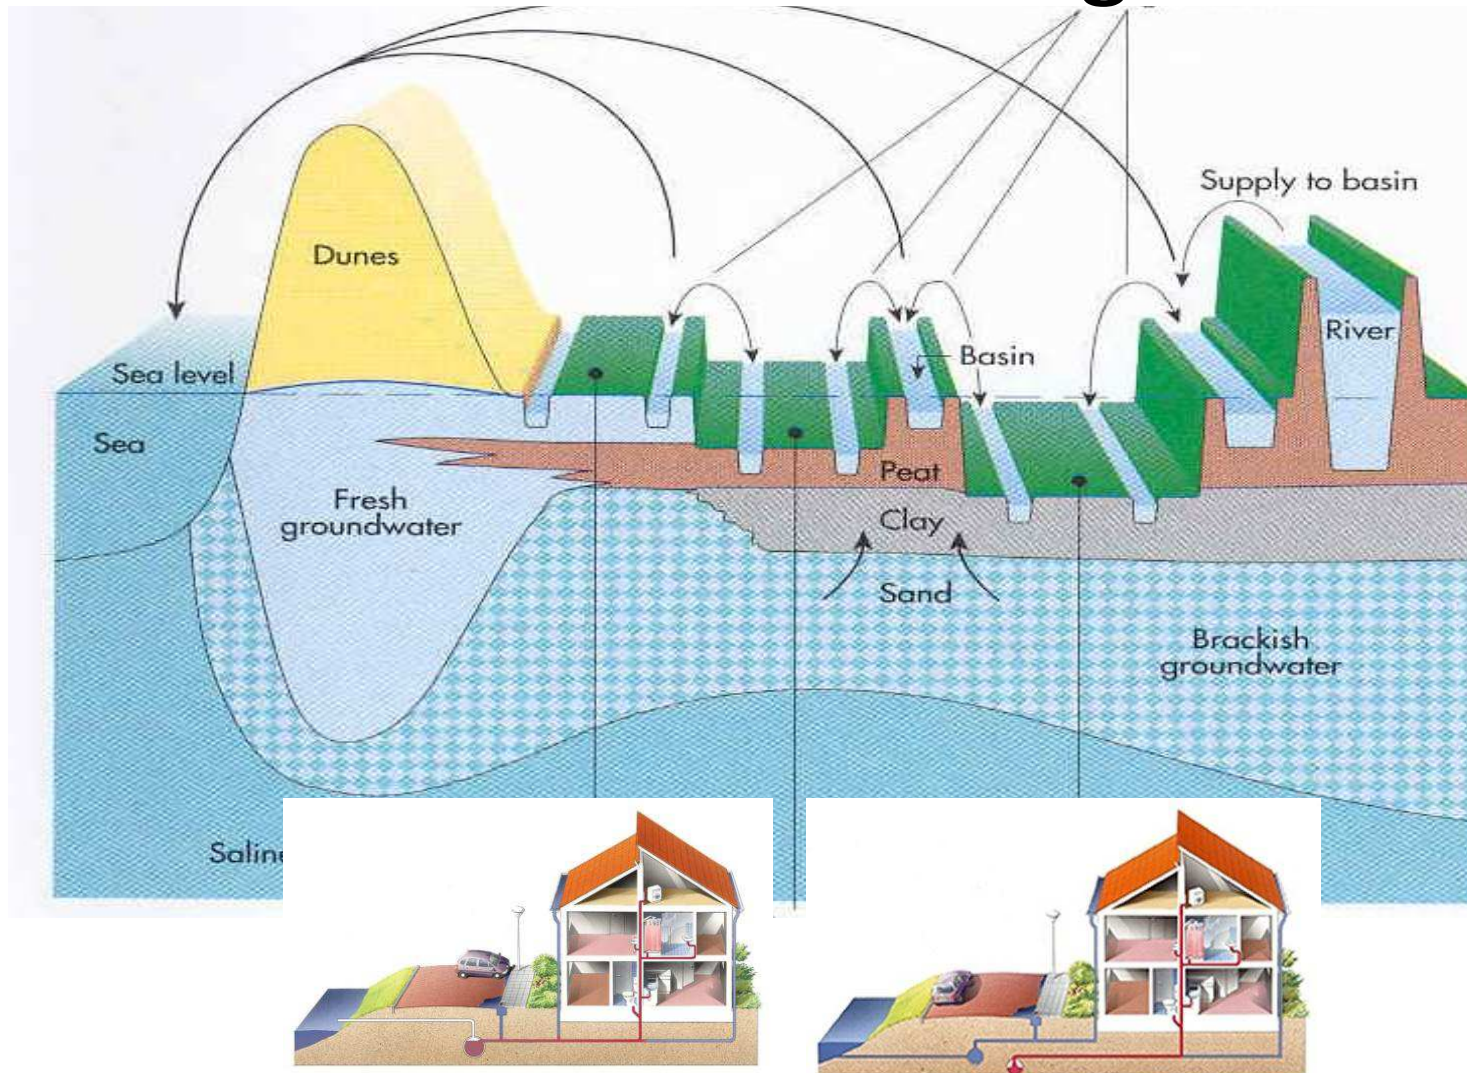 Supply to basin
Dunes
River
Sea level
Basin
Sea
Peat
Fresh
groundwater
Clay
Sand
Brackish
groundwater